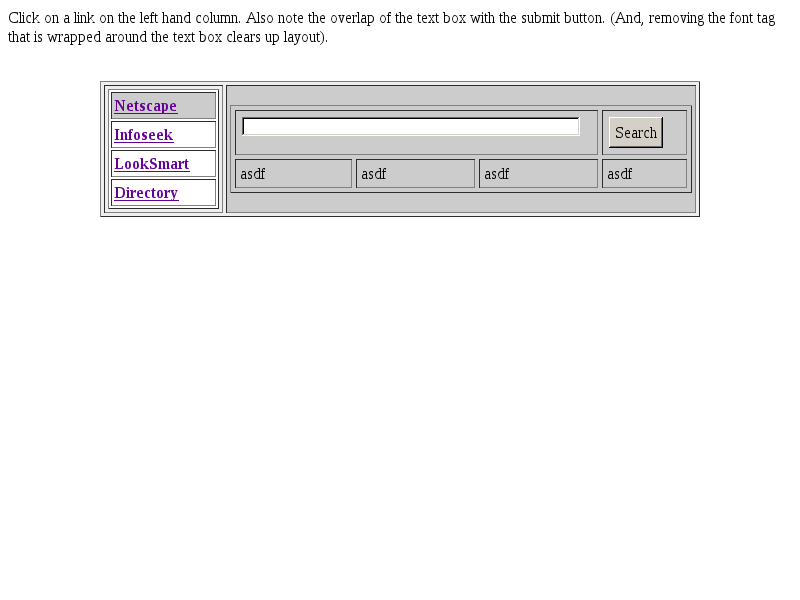 Click on a link on the left hand column. Also note the overlap of the text box with the submit button. (And, removing the font tag
that is wrapped around the text box clears up layout).
Netscape
Infoseek
LookSmart
Directory
Search
asdf asdf asdf asdf